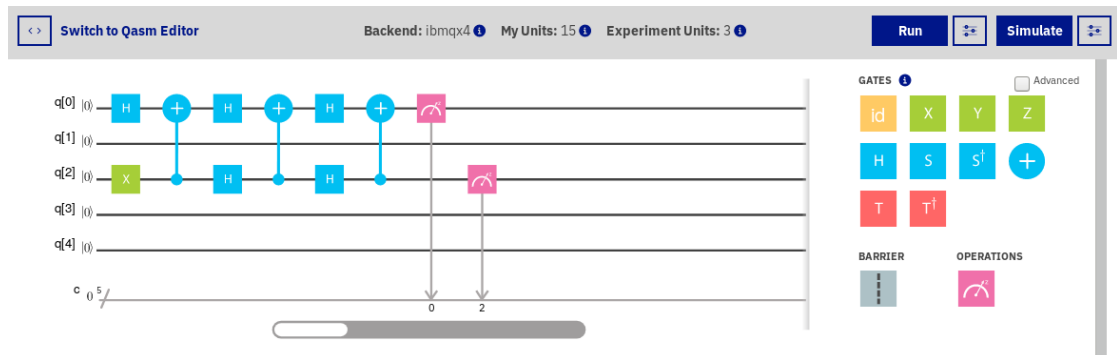 <> Switch to Qasm Editor Backend: ibmqx4 i My Units: 15 i Experiment Units: 3 i Run Simulate
GATES i Advanced
q[0] |0⟩ H + H + H +
id X Y Z
q[1] |0⟩
q[2] |0⟩ X H H
H S S† +
q[3] |0⟩
T T†
q[4] |0⟩
BARRIER OPERATIONS
c 0 5
0 2